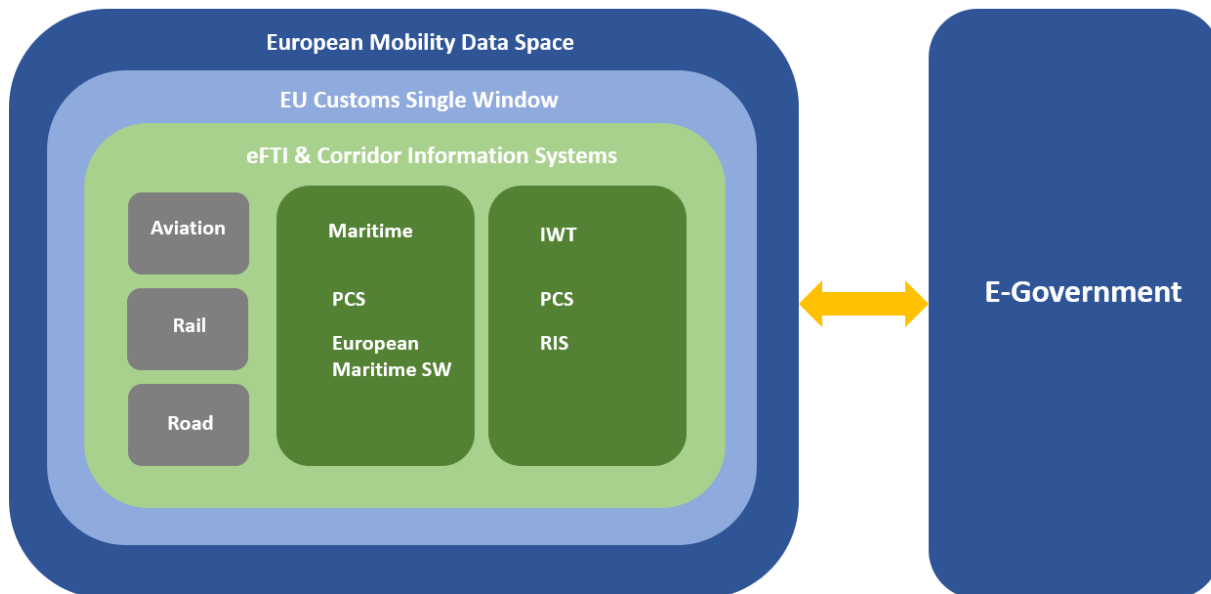 European Mobility Data Space
EU Customs Single Window
eFTI & Corridor Information Systems
Aviation
Rail
Road
Maritime
PCS
European
Maritime SW
IWT
PCS
RIS
E-Government